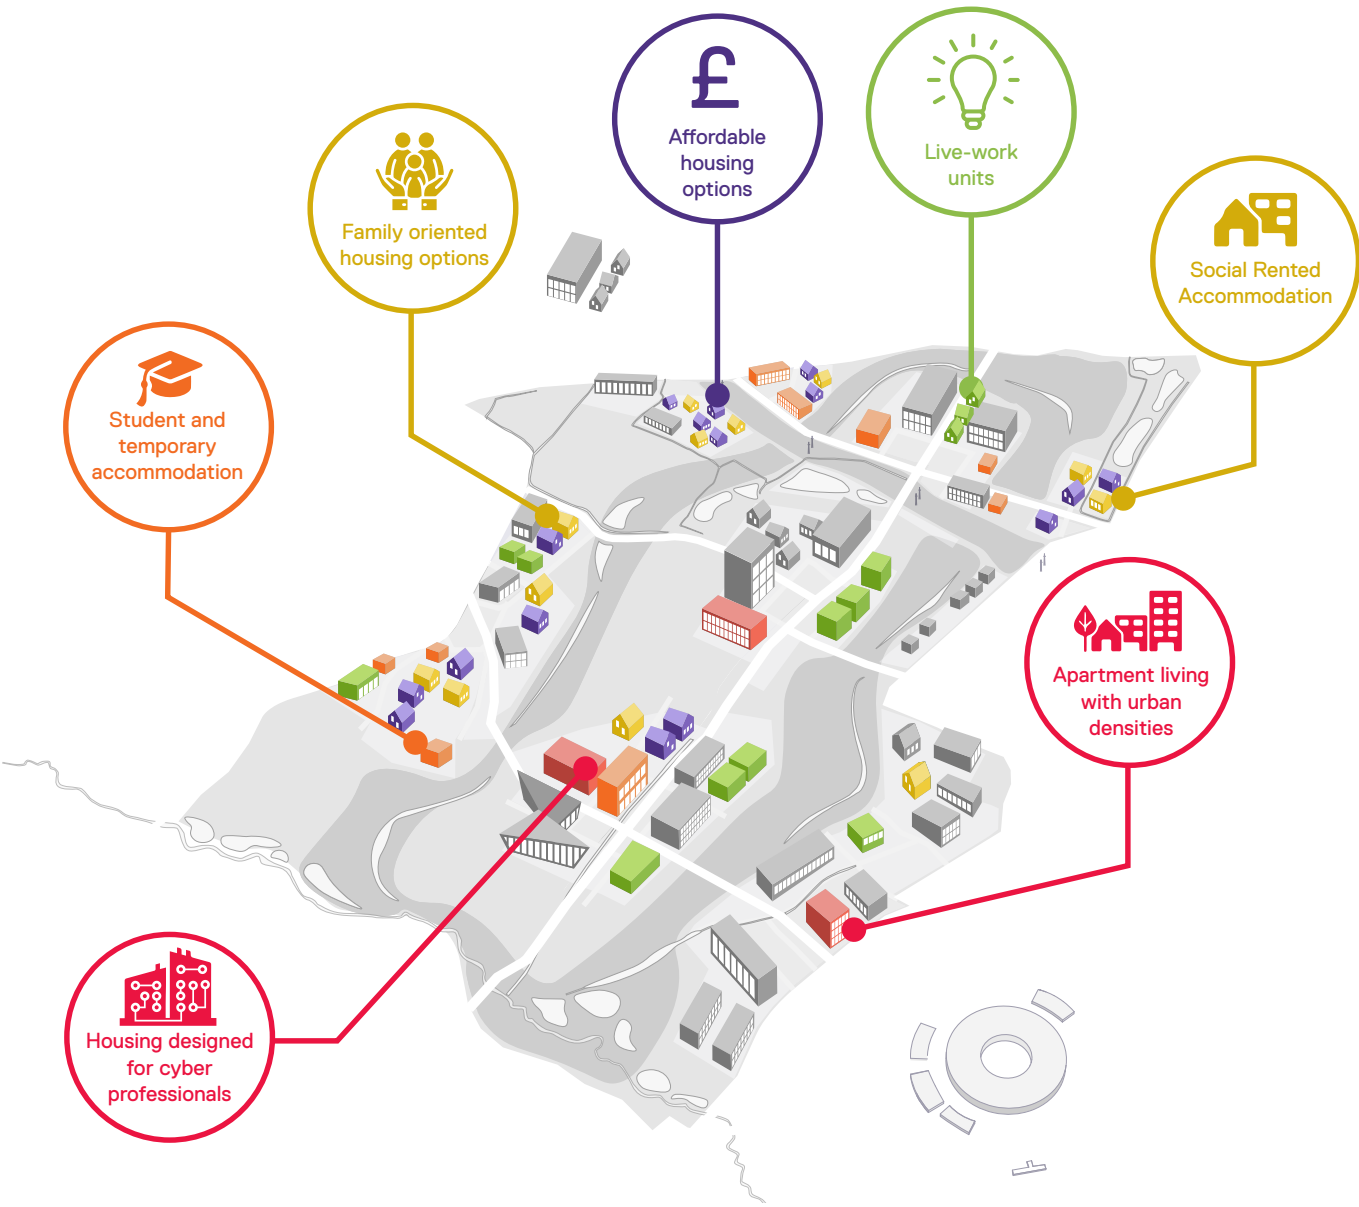 £
Affordable
housing
options
Live-work
units
Family oriented
housing options
Social Rented
Accommodation
Student and
temporary
accommodation
Apartment living
with urban
densities
Housing designed
for cyber
professionals